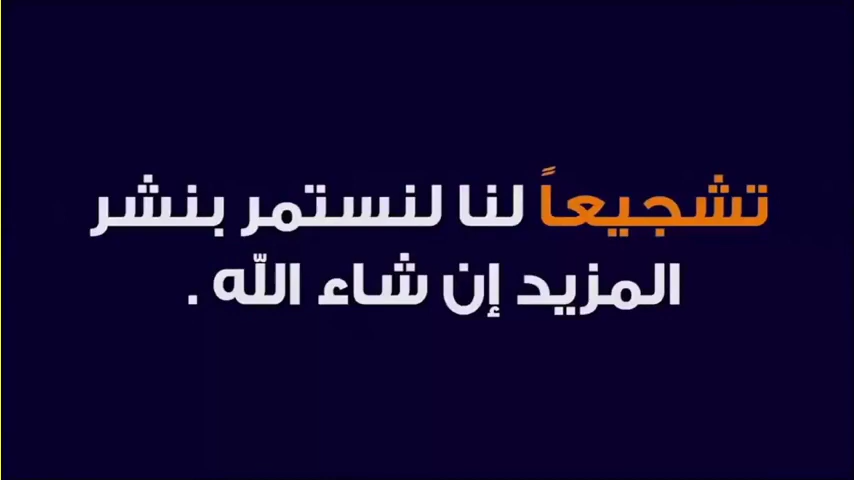 تشجيعاً لنا لنستمر بنشر
المزيد إن شاء الله .